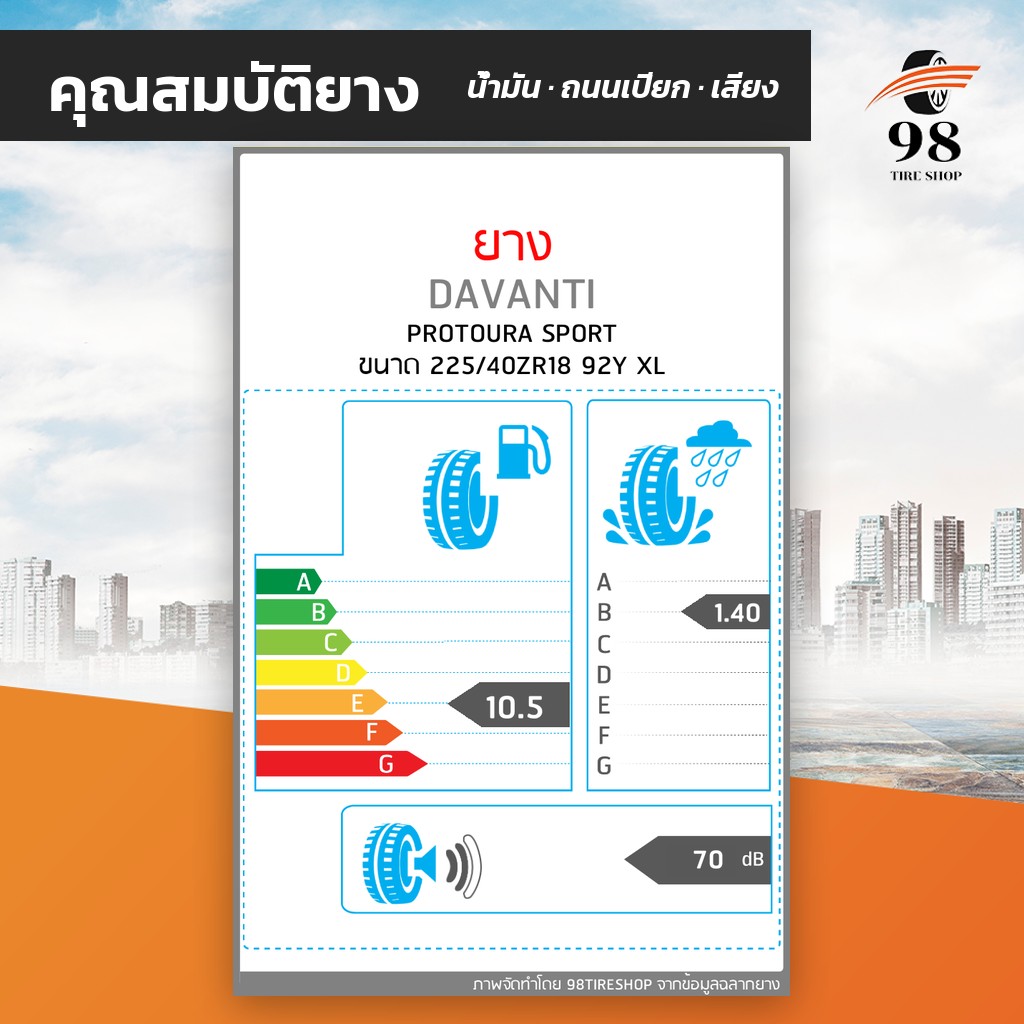 คุณสมบัติยาง
น้ำมัน · ถนนเปียก · เสียง
98
TIRE SHOP
ยาง
DAVANTI
PROTOURA SPORT
ขนาด 225/40ZR18 92Y XL
A
B
C
D
E
F
G
10.5
A
B
C
D
E
F
G
1.40
70 dB
ภาพจัดทำโดย 98TIRESHOP จากข้อมูลฉลากยาง